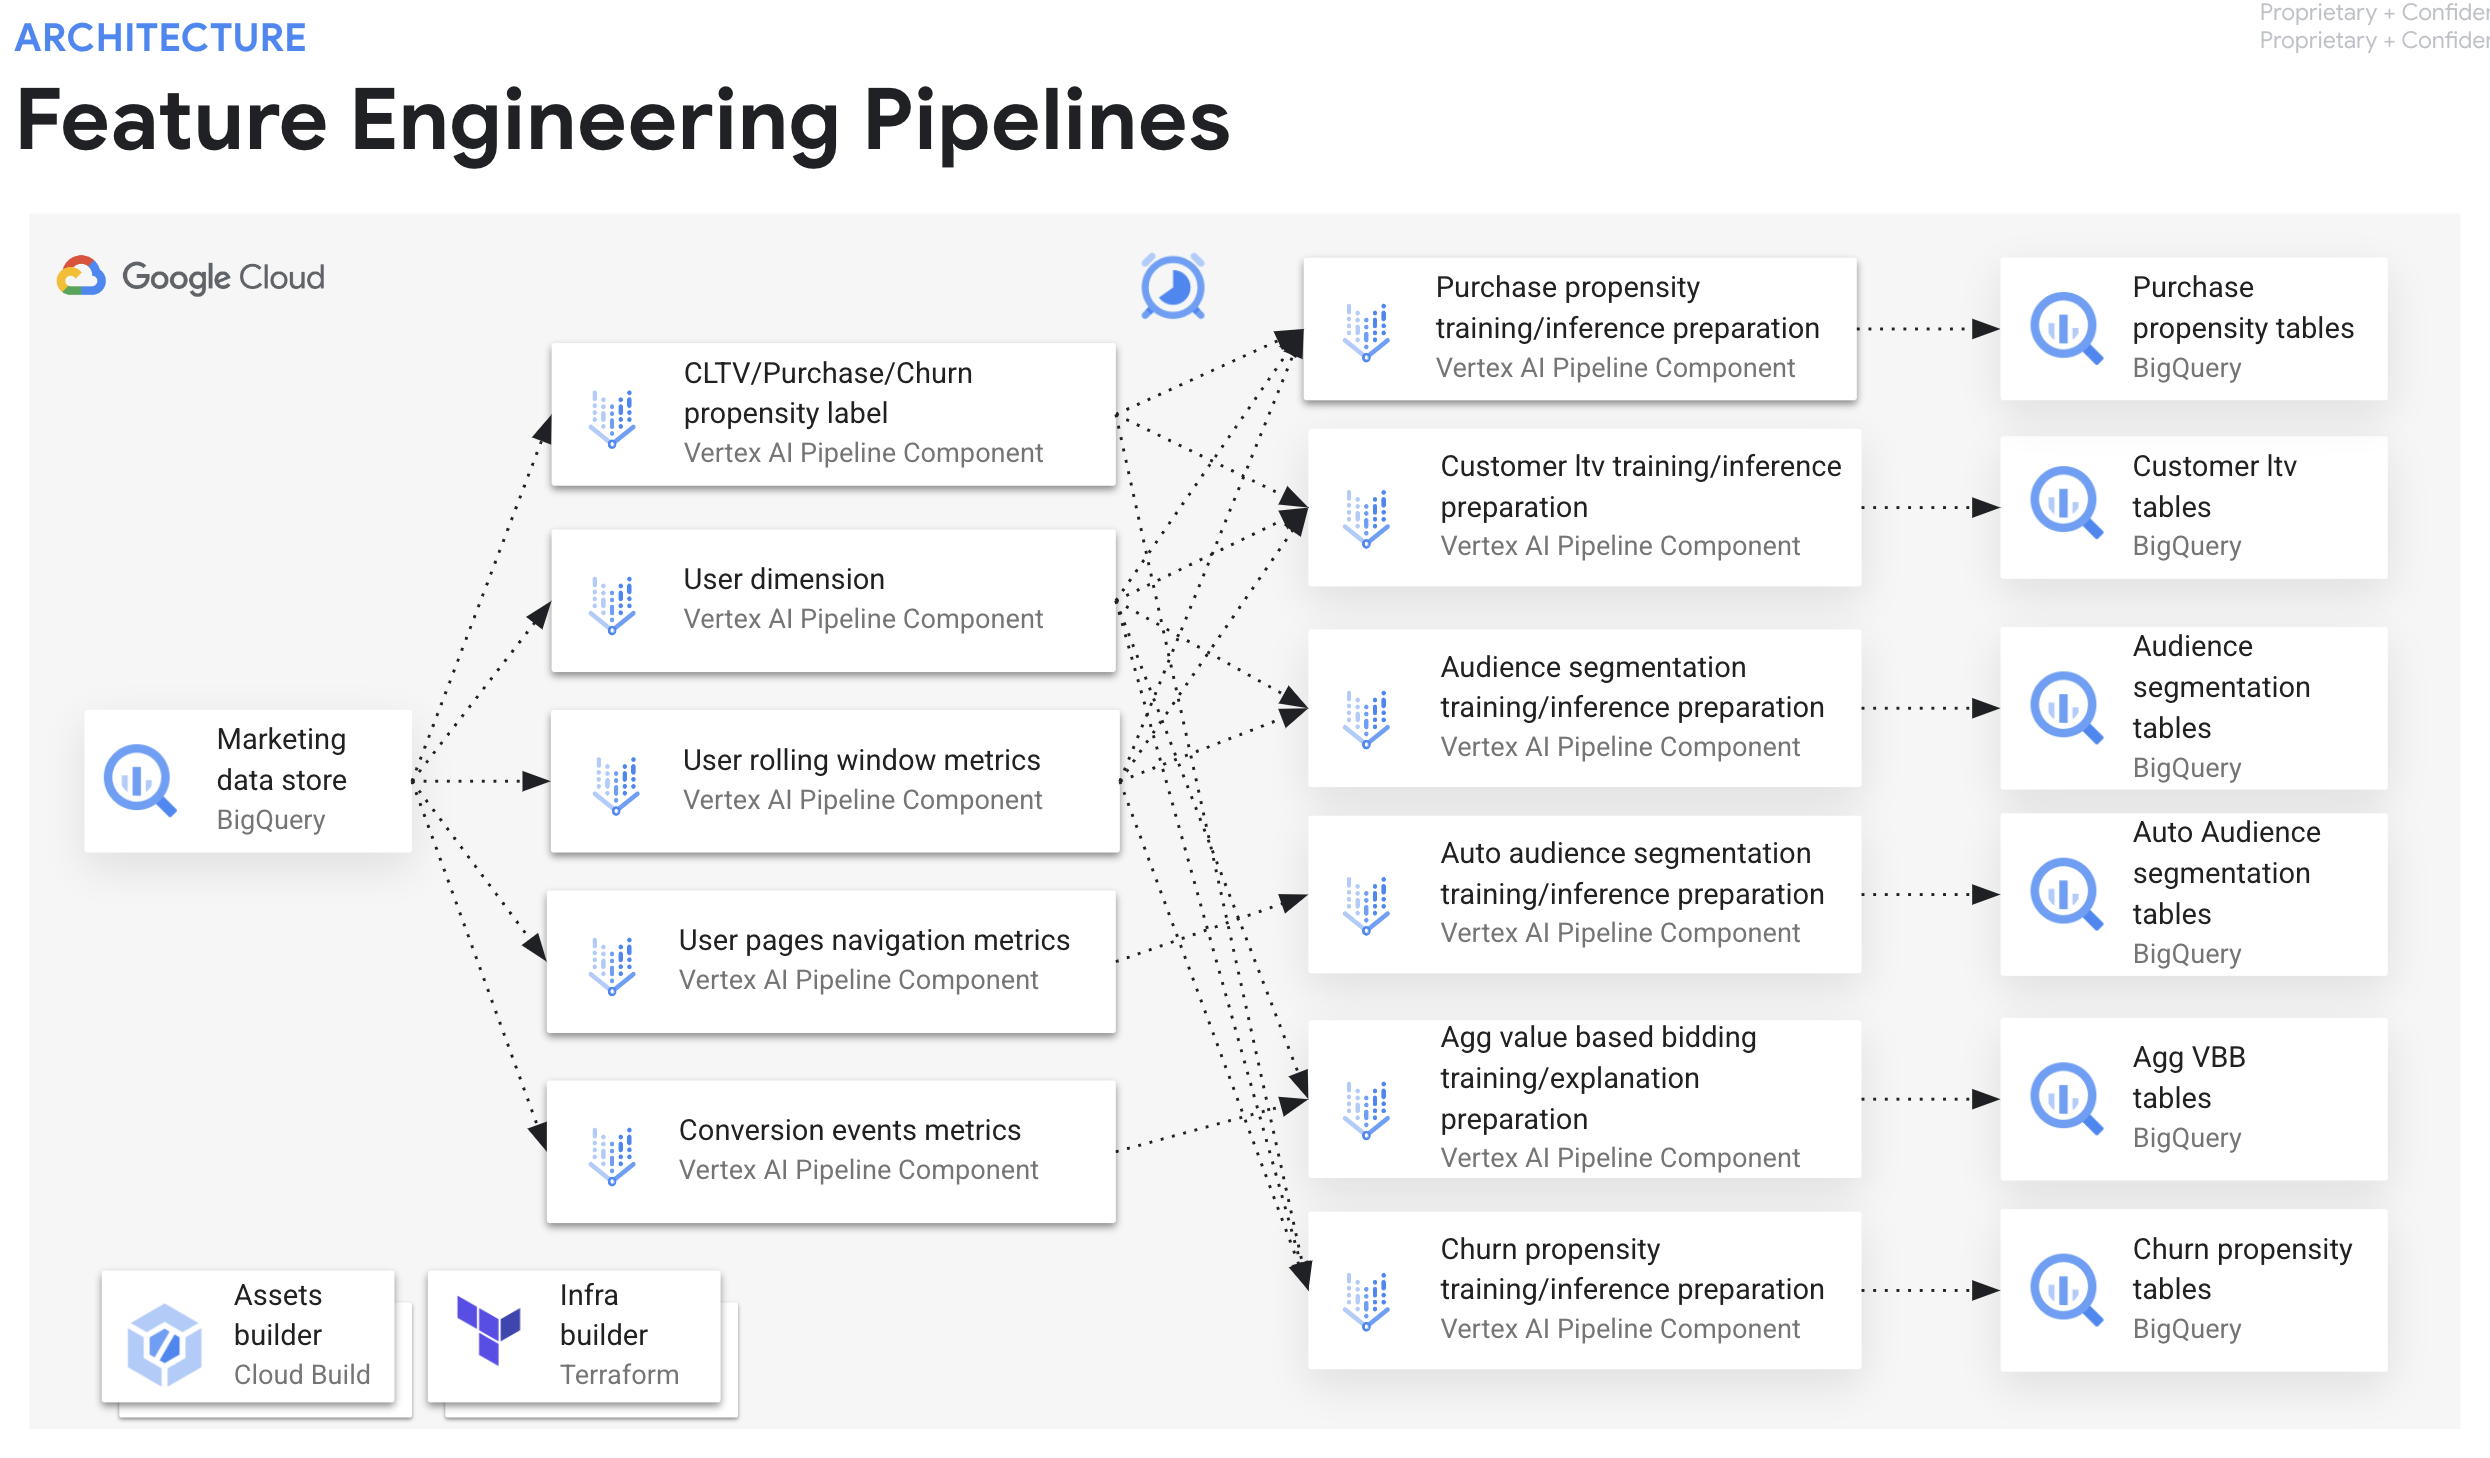 Proprietary + Confider
Proprietary + Confider
ARCHITECTURE
Feature Engineering Pipelines
Google Cloud
Marketing
data store
BigQuery
CLTV/Purchase/Churn
propensity label
Vertex AI Pipeline Component
User dimension
Vertex AI Pipeline Component
User rolling window metrics
Vertex AI Pipeline Component
User pages navigation metrics
Vertex AI Pipeline Component
Conversion events metrics
Vertex AI Pipeline Component
Purchase propensity
training/inference preparation
Vertex AI Pipeline Component
Customer ltv training/inference
preparation
Vertex AI Pipeline Component
Audience segmentation
training/inference preparation
Vertex AI Pipeline Component
Auto audience segmentation
training/inference preparation
Vertex AI Pipeline Component
Agg value based bidding
training/explanation
preparation
Vertex AI Pipeline Component
Churn propensity
training/inference preparation
Vertex AI Pipeline Component
Purchase
propensity tables
BigQuery
Customer ltv
tables
BigQuery
Audience
segmentation
tables
BigQuery
Auto Audience
segmentation
tables
BigQuery
Agg VBB
tables
BigQuery
Churn propensity
tables
BigQuery
Assets
builder
Cloud Build
Infra
builder
Terraform